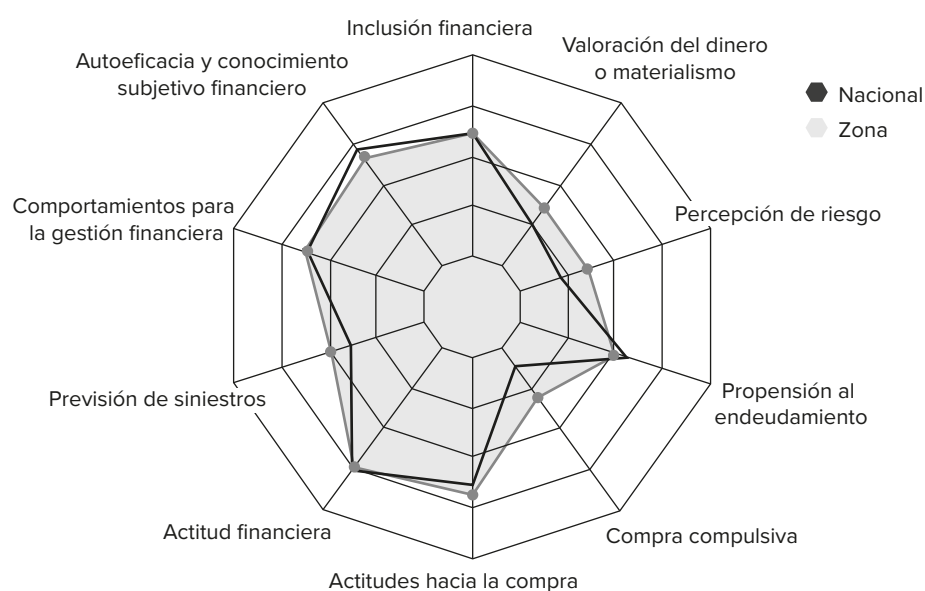 Inclusión financiera
Valoración del dinero
o materialismo
Autoeficacia y conocimiento
subjetivo financiero
Nacional
Zona
Comportamientos para
la gestión financiera
Percepción de riesgo
Previsión de siniestros
Propensión al
endeudamiento
Actitud financiera
Compra compulsiva
Actitudes hacia la compra